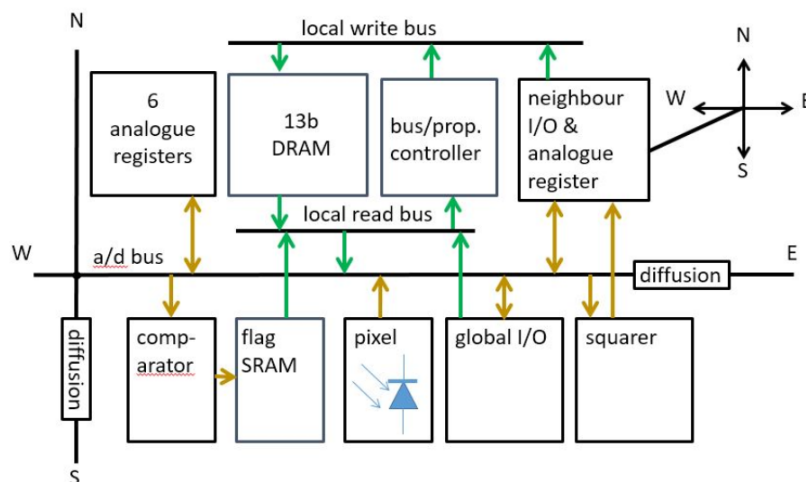 N
local write bus
N
W
E
S
6
analogue
registers
13b
DRAM
bus/prop.
controller
neighbour
I/O &
analogue
register
local read bus
W
a/d bus
E
diffusion
diffusion
comp-
arator
flag
SRAM
pixel
global I/O
squarer
S